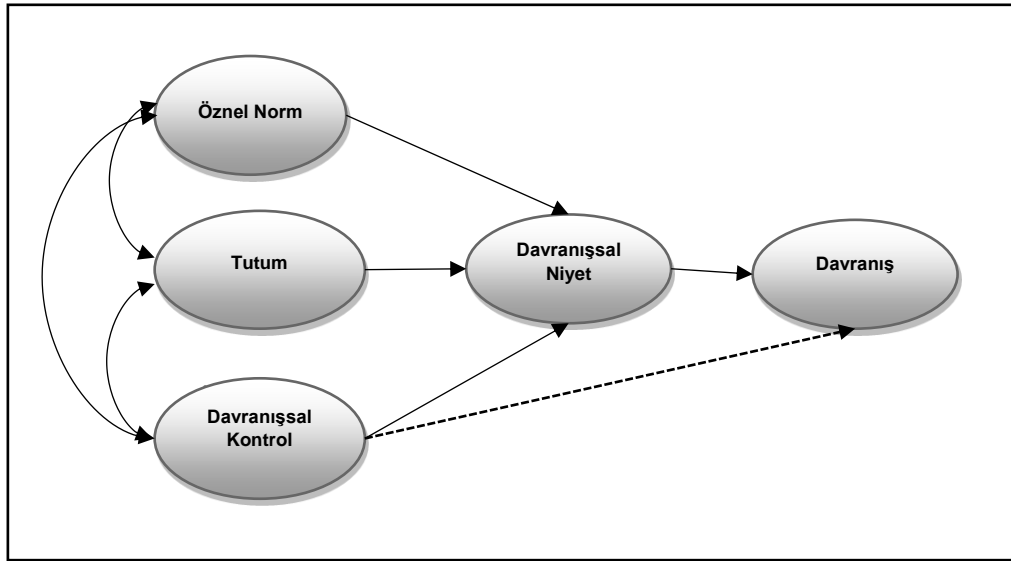 Öznel Norm
Tutum
Davranışsal
Niyet
Davranış
Davranışsal
Kontrol